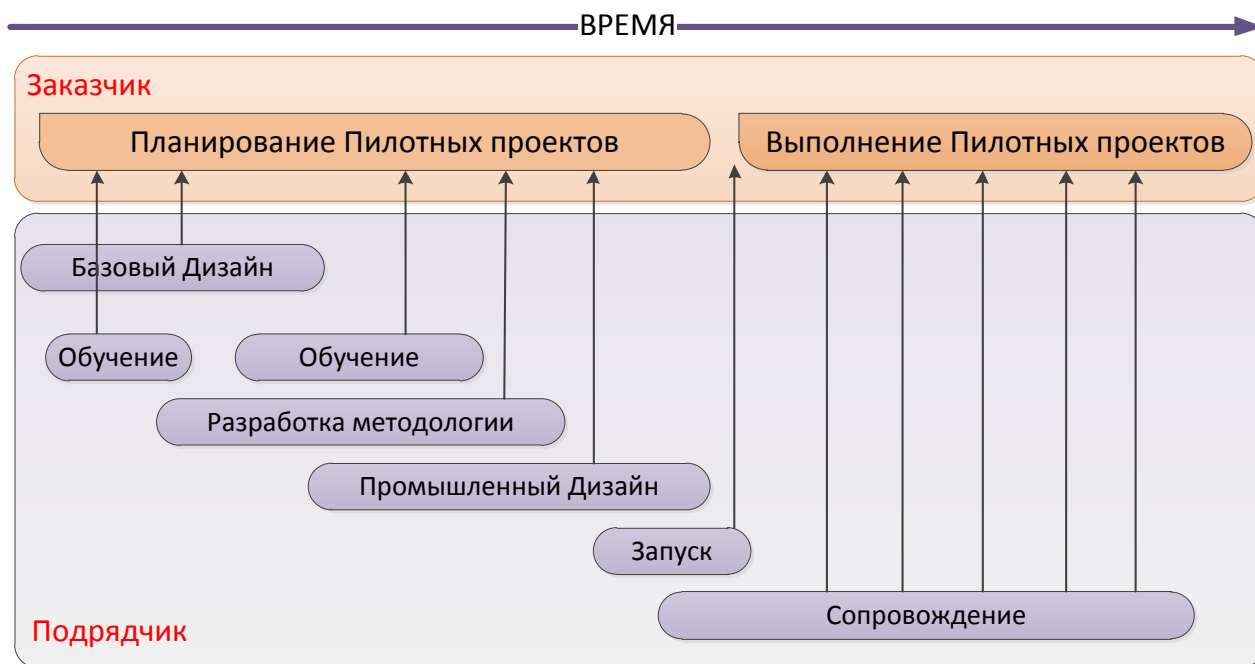 ВРЕМЯ
Заказчик
Планирование Пилотных проектов
Выполнение Пилотных проектов
Базовый Дизайн
Обучение
Обучение
Разработка методологии
Промышленный Дизайн
Запуск
Сопровождение
Подрядчик